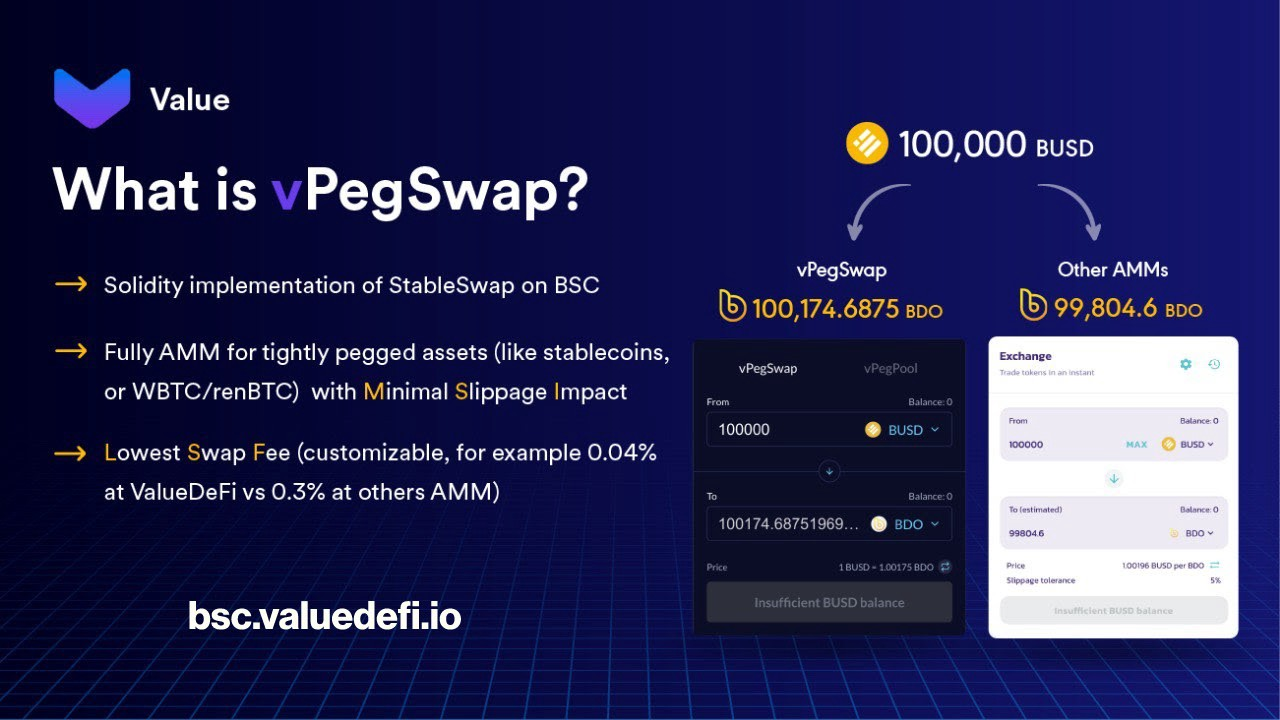 Value
What is vPegSwap?
→ Solidity implementation of StableSwap on BSC
→ Fully AMM for tightly pegged assets (like stablecoins,
or WBTC/renBTC) with Minimal Slippage Impact
→ Lowest Swap Fee (customizable, for example 0.04%
at ValueDeFi vs 0.3% at others AMM)
bsc.valuedefi.io
100,000 BUSD
vPegSwap
100,174.6875 BDO
vPegSwap vPegPool
From Balance: 0
100000 BUSD
To Balance: 0
100174.68751969... BDO
Price 1 BUSD = 1.00175 BDO
Insufficient BUSD balance
Other AMMs
99,804.6 BDO
Exchange
Trade tokens in an instant
From Balance: 0
100000 MAX BUSD
To (estimated) Balance: 0
99804.6 BDO
Price 1.00196 BUSD per BDO
Slippage tolerance 5%
Insufficient BUSD balance